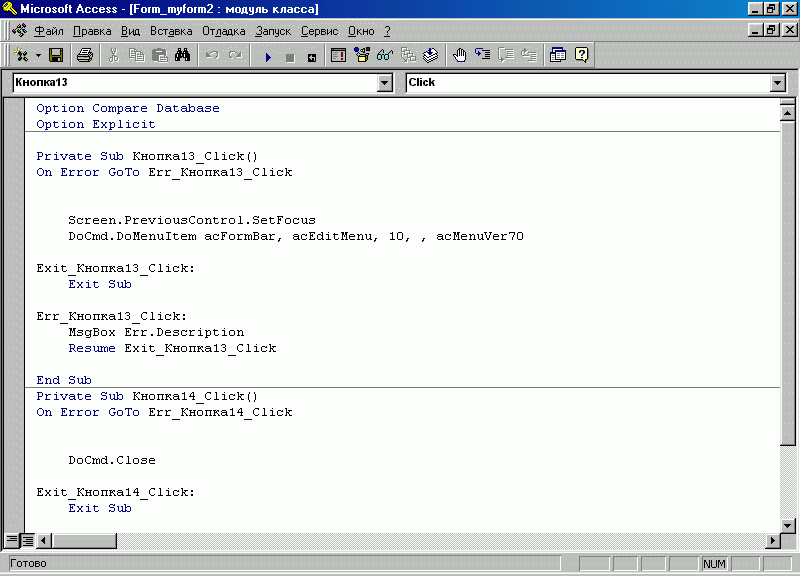 Microsoft Access - [Form_myform2 : модуль класса]
Файл Правка Вид Вставка Отладка Запуск Сервис Окно ?
Кнопка13 Click
Option Compare Database
Option Explicit
Private Sub Кнопка13_Click()
On Error GoTo Err_Кнопка13_Click
Screen.PreviousControl.SetFocus
DoCmd.DoMenuItem acFormBar, acEditMenu, 10, , acMenuVer70
Exit_Кнопка13_Click:
Exit Sub
Err_Кнопка13_Click:
MsgBox Err.Description
Resume Exit_Кнопка13_Click
End Sub
Private Sub Кнопка14_Click()
On Error GoTo Err_Кнопка14_Click
DoCmd.Close
Exit_Кнопка14_Click:
Exit Sub
Готово NUM